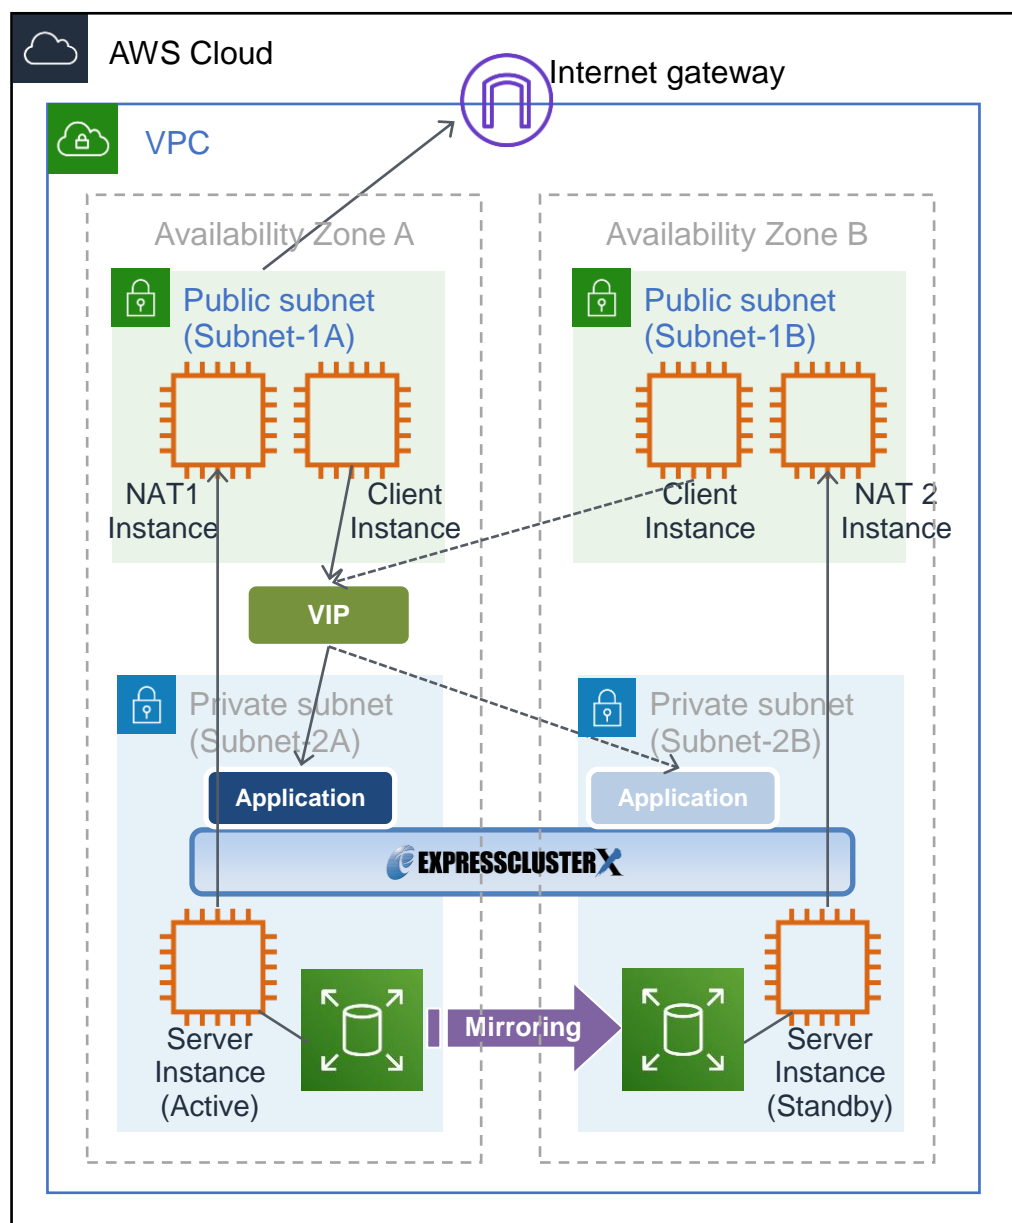 AWS Cloud
Internet gateway
VPC
Availability Zone A
Availability Zone B
Public subnet
(Subnet-1A)
Public subnet
(Subnet-1B)
NAT1
Instance
Client
Instance
Client
Instance
NAT 2
Instance
VIP
Private subnet
(Subnet-2A)
Private subnet
(Subnet-2B)
Application
Application
EXPRESSCLUSTER X
Mirroring
Server
Instance
(Active)
Server
Instance
(Standby)